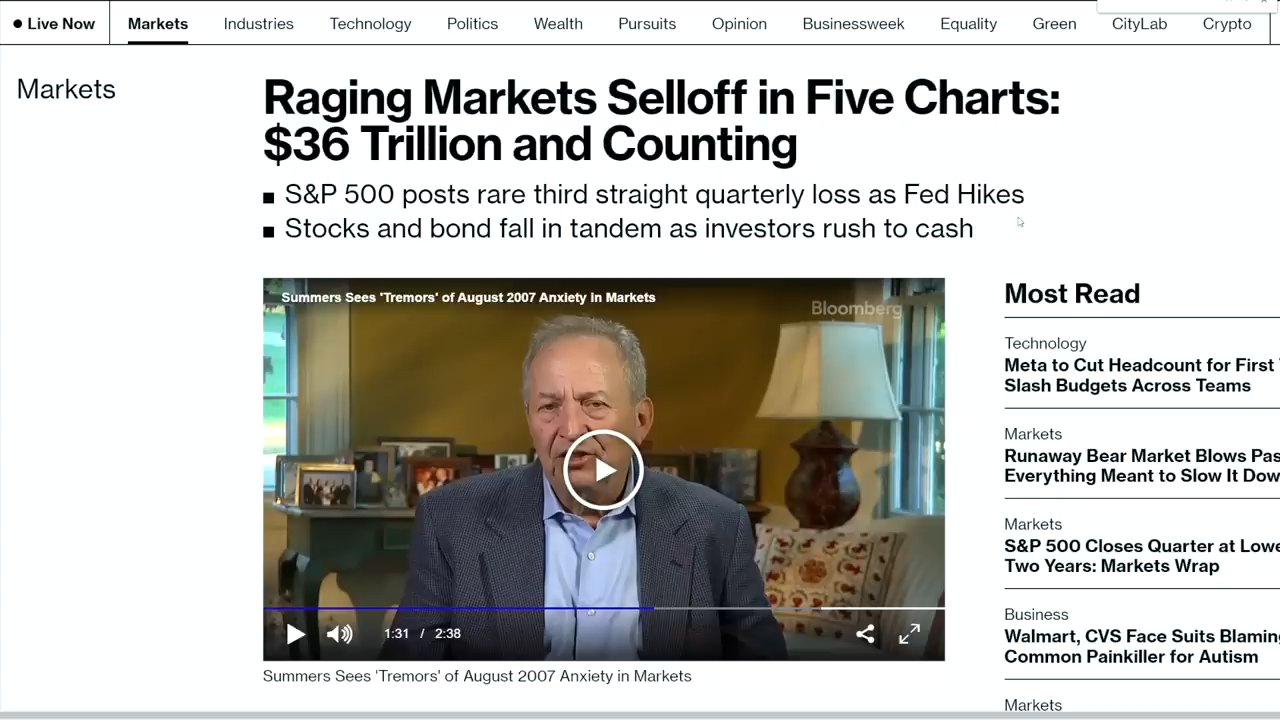 Live Now
Markets
Industries
Technology
Politics
Wealth
Pursuits
Opinion
Businessweek
Equality
Green
CityLab
Crypto
Markets
Raging Markets Selloff in Five Charts:
$36 Trillion and Counting
S&P 500 posts rare third straight quarterly loss as Fed Hikes
Stocks and bond fall in tandem as investors rush to cash
Summers Sees 'Tremors' of August 2007 Anxiety in Markets
Bloomberg
1:31 / 2:38
Summers Sees 'Tremors' of August 2007 Anxiety in Markets
Most Read
Technology
Meta to Cut Headcount for First
Slash Budgets Across Teams
Markets
Runaway Bear Market Blows Pas
Everything Meant to Slow It Dow
Markets
S&P 500 Closes Quarter at Lowe
Two Years: Markets Wrap
Business
Walmart, CVS Face Suits Blaming
Common Painkiller for Autism
Markets